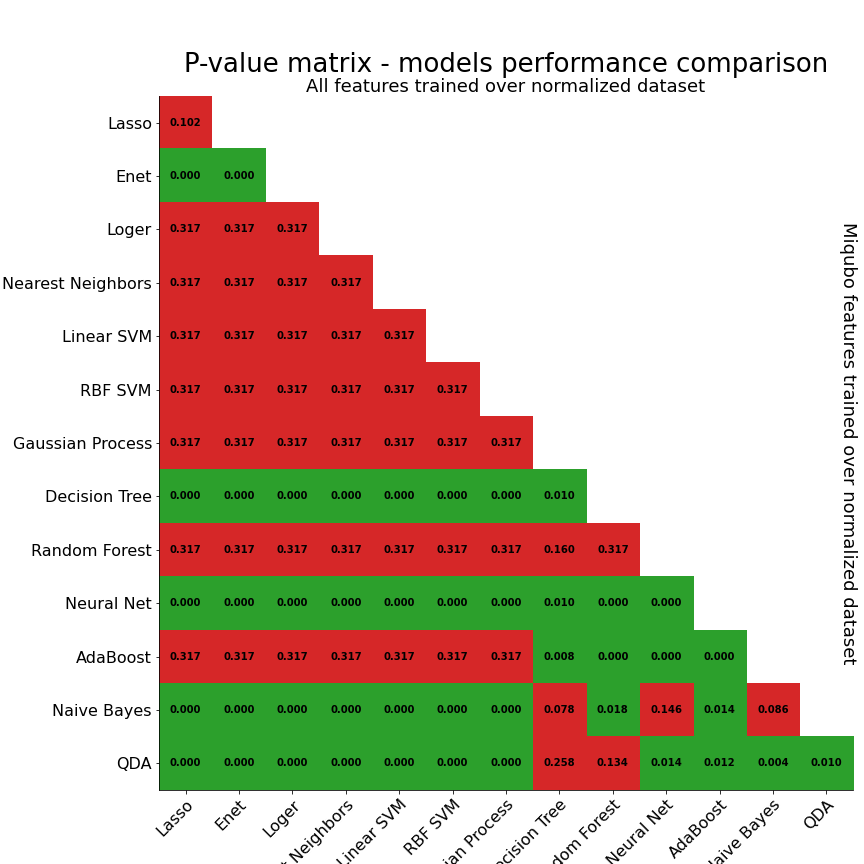 P-value matrix - models performance comparison
All features trained over normalized dataset
Lasso 0.102
Enet 0.000 0.000
Loger 0.317 0.317 0.317
Nearest Neighbors 0.317 0.317 0.317 0.317
Linear SVM 0.317 0.317 0.317 0.317 0.317
RBF SVM 0.317 0.317 0.317 0.317 0.317 0.317
Gaussian Process 0.317 0.317 0.317 0.317 0.317 0.317 0.317
Decision Tree 0.000 0.000 0.000 0.000 0.000 0.000 0.000 0.010
Random Forest 0.317 0.317 0.317 0.317 0.317 0.317 0.317 0.160 0.317
Neural Net 0.000 0.000 0.000 0.000 0.000 0.000 0.000 0.010 0.000 0.000
AdaBoost 0.317 0.317 0.317 0.317 0.317 0.317 0.317 0.008 0.000 0.000 0.000
Naive Bayes 0.000 0.000 0.000 0.000 0.000 0.000 0.000 0.078 0.018 0.146 0.014 0.086
QDA 0.000 0.000 0.000 0.000 0.000 0.000 0.000 0.258 0.134 0.014 0.012 0.004 0.010
Lasso
Enet
Loger
t Neighbors
Linear SVM
RBF SVM
ian Process
ecision Tree
dom Forest
Neural Net
AdaBoost
Naive Bayes
QDA
Miqubo features trained over normalized dataset